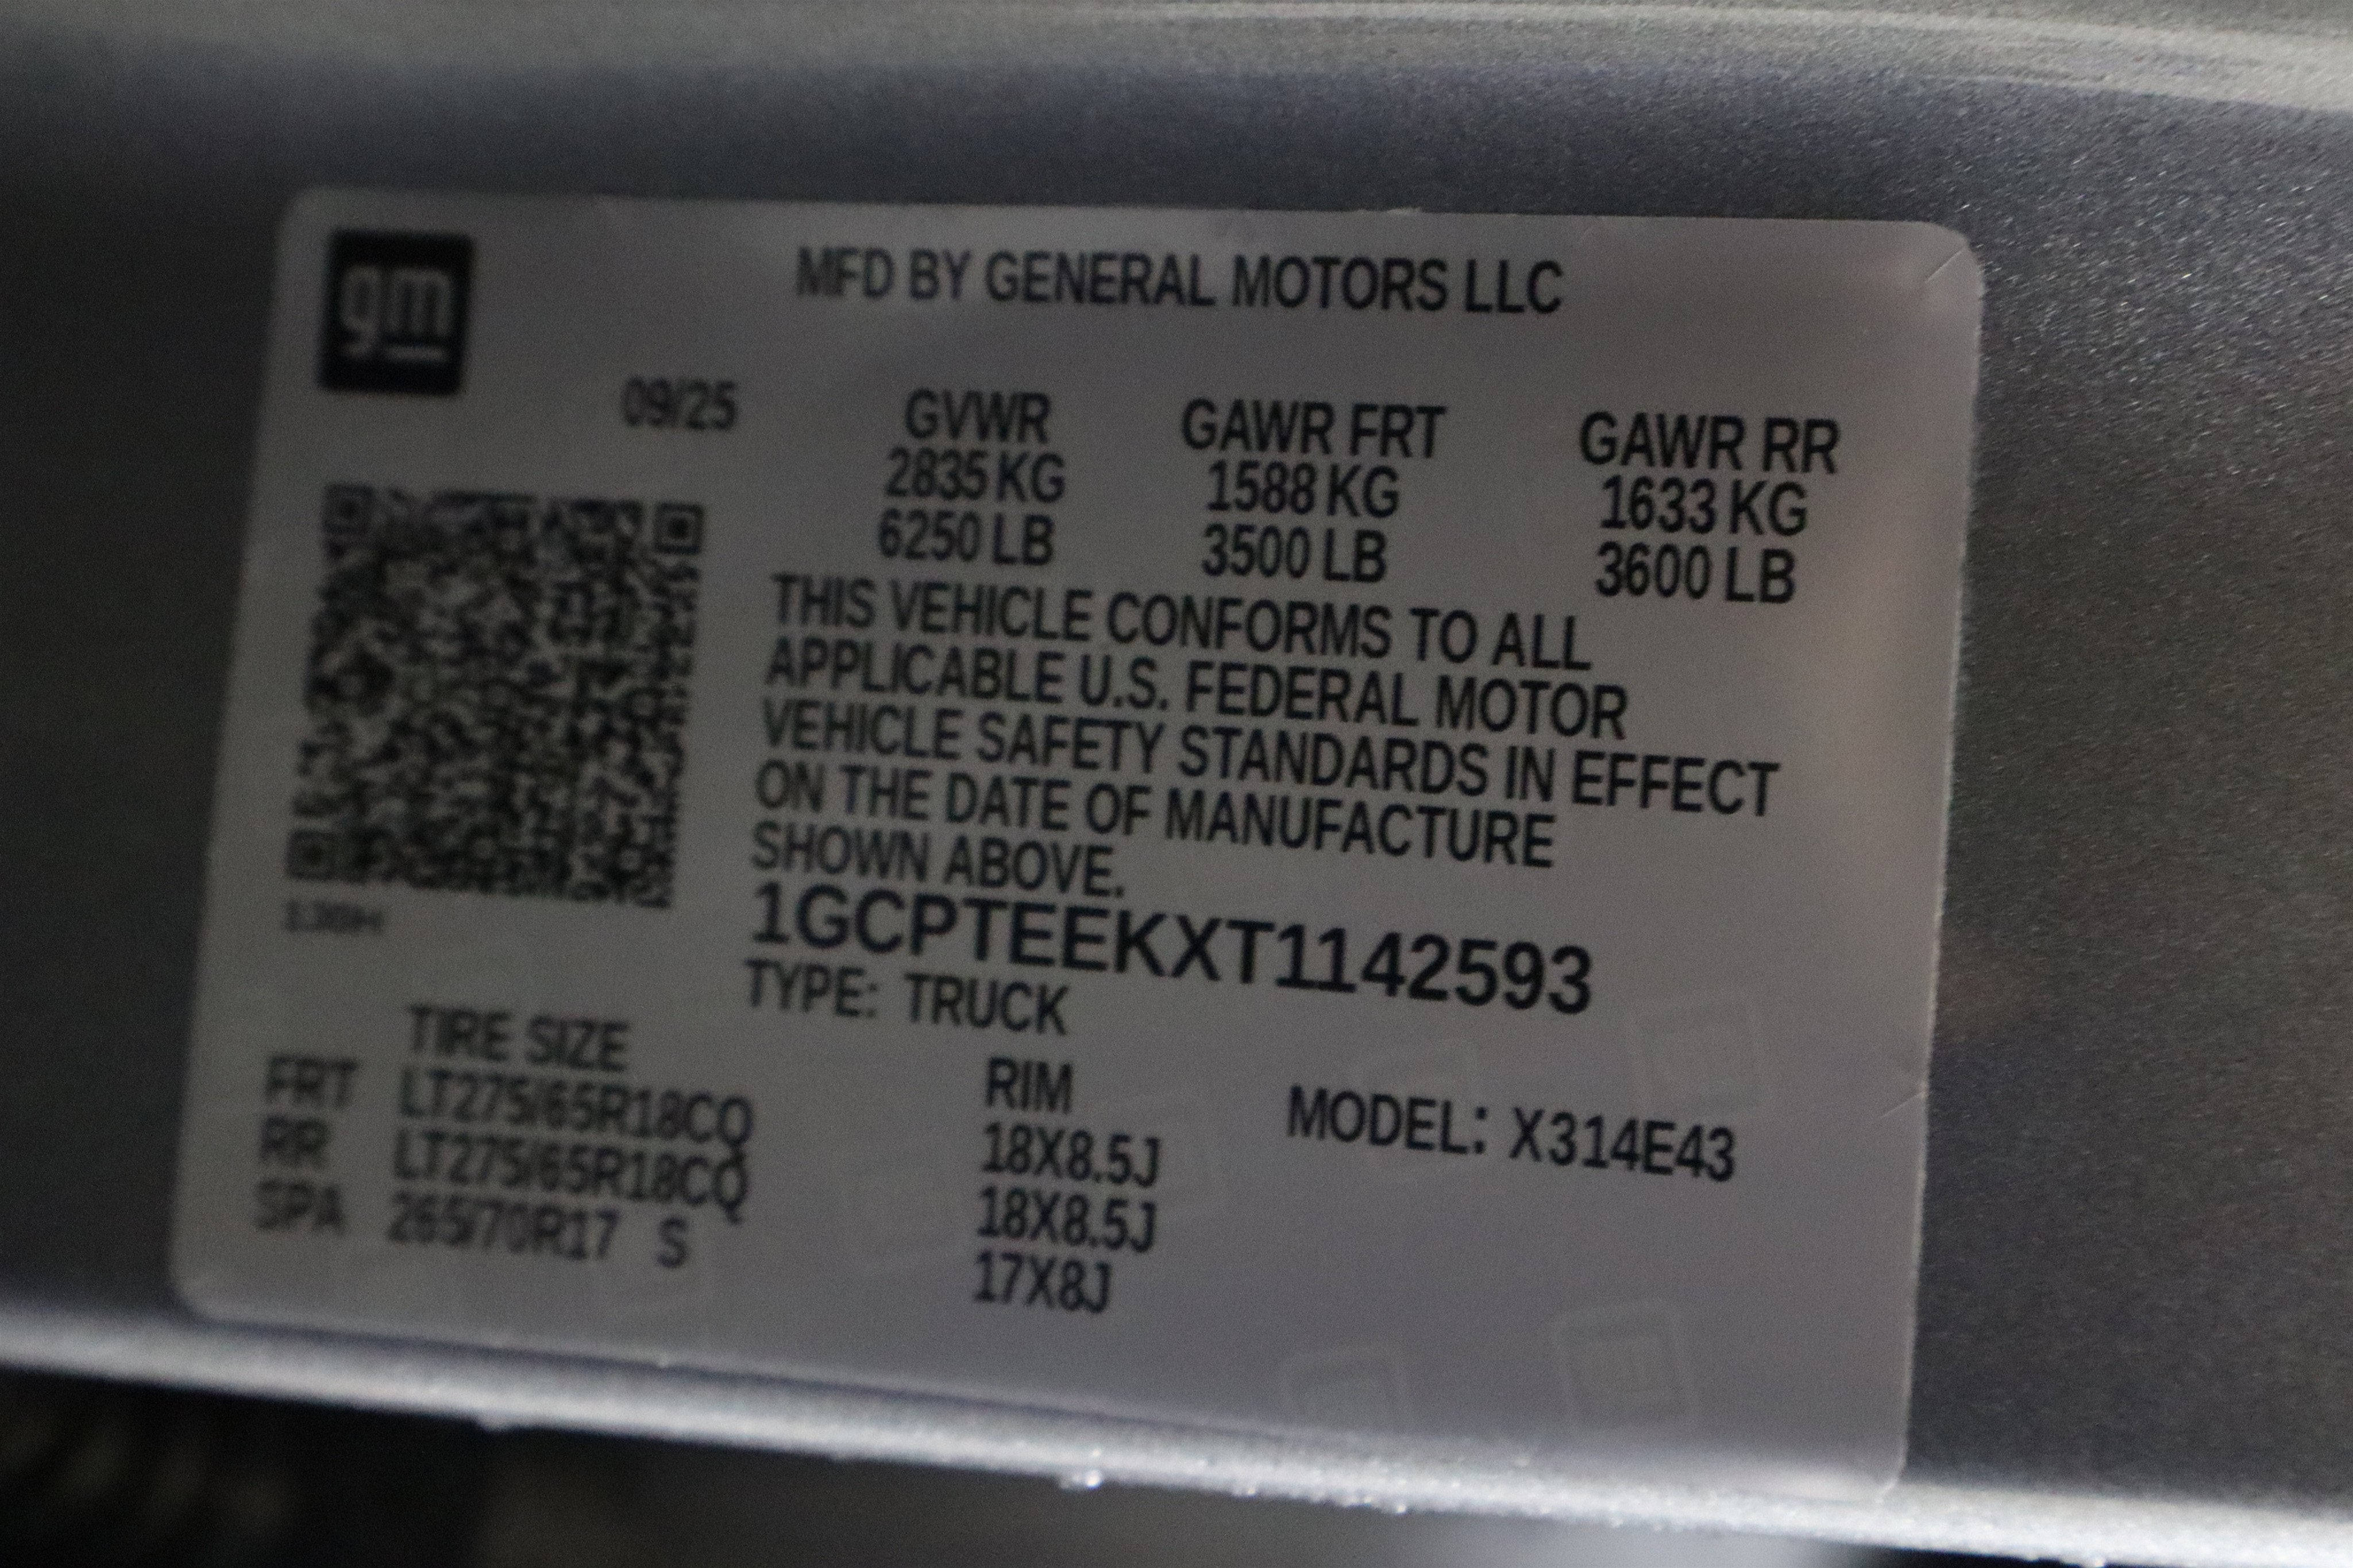 gm
MFD BY GENERAL MOTORS LLC
09/25
GVWR GAWR FRT GAWR RR
2835 KG 1588 KG 1633 KG
6250 LB 3500 LB 3600 LB
THIS VEHICLE CONFORMS TO ALL
APPLICABLE U.S. FEDERAL MOTOR
VEHICLE SAFETY STANDARDS IN EFFECT
ON THE DATE OF MANUFACTURE
SHOWN ABOVE.
1GCPTEEKXT1142593
TYPE: TRUCK
TIRE SIZE RIM MODEL: X314E43
FRT LT275/65R18CQ 18X8.5J
RR LT275/65R18CQ 18X8.5J
SPA 265/70R17 S 17X8J